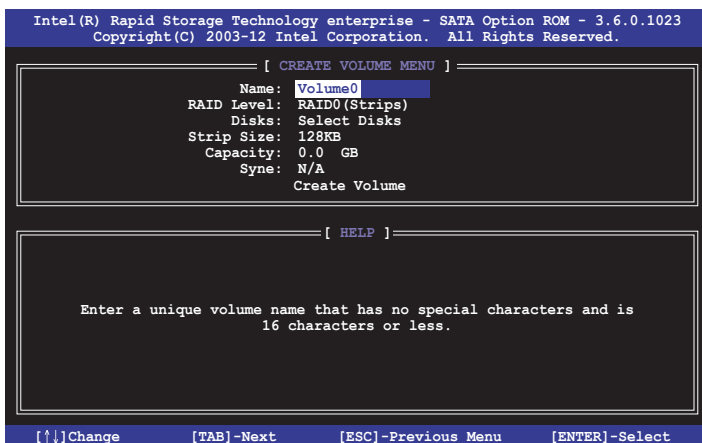 Intel(R) Rapid Storage Technology enterprise - SATA Option ROM - 3.6.0.1023
Copyright(C) 2003-12 Intel Corporation.  All Rights Reserved.
[ CREATE VOLUME MENU ]
Name: Volume0
RAID Level: RAID0(Strips)
Disks: Select Disks
Strip Size: 128KB
Capacity: 0.0 GB
Syne: N/A
Create Volume
[ HELP ]
Enter a unique volume name that has no special characters and is
16 characters or less.
[↑↓]Change [TAB]-Next [ESC]-Previous Menu [ENTER]-Select